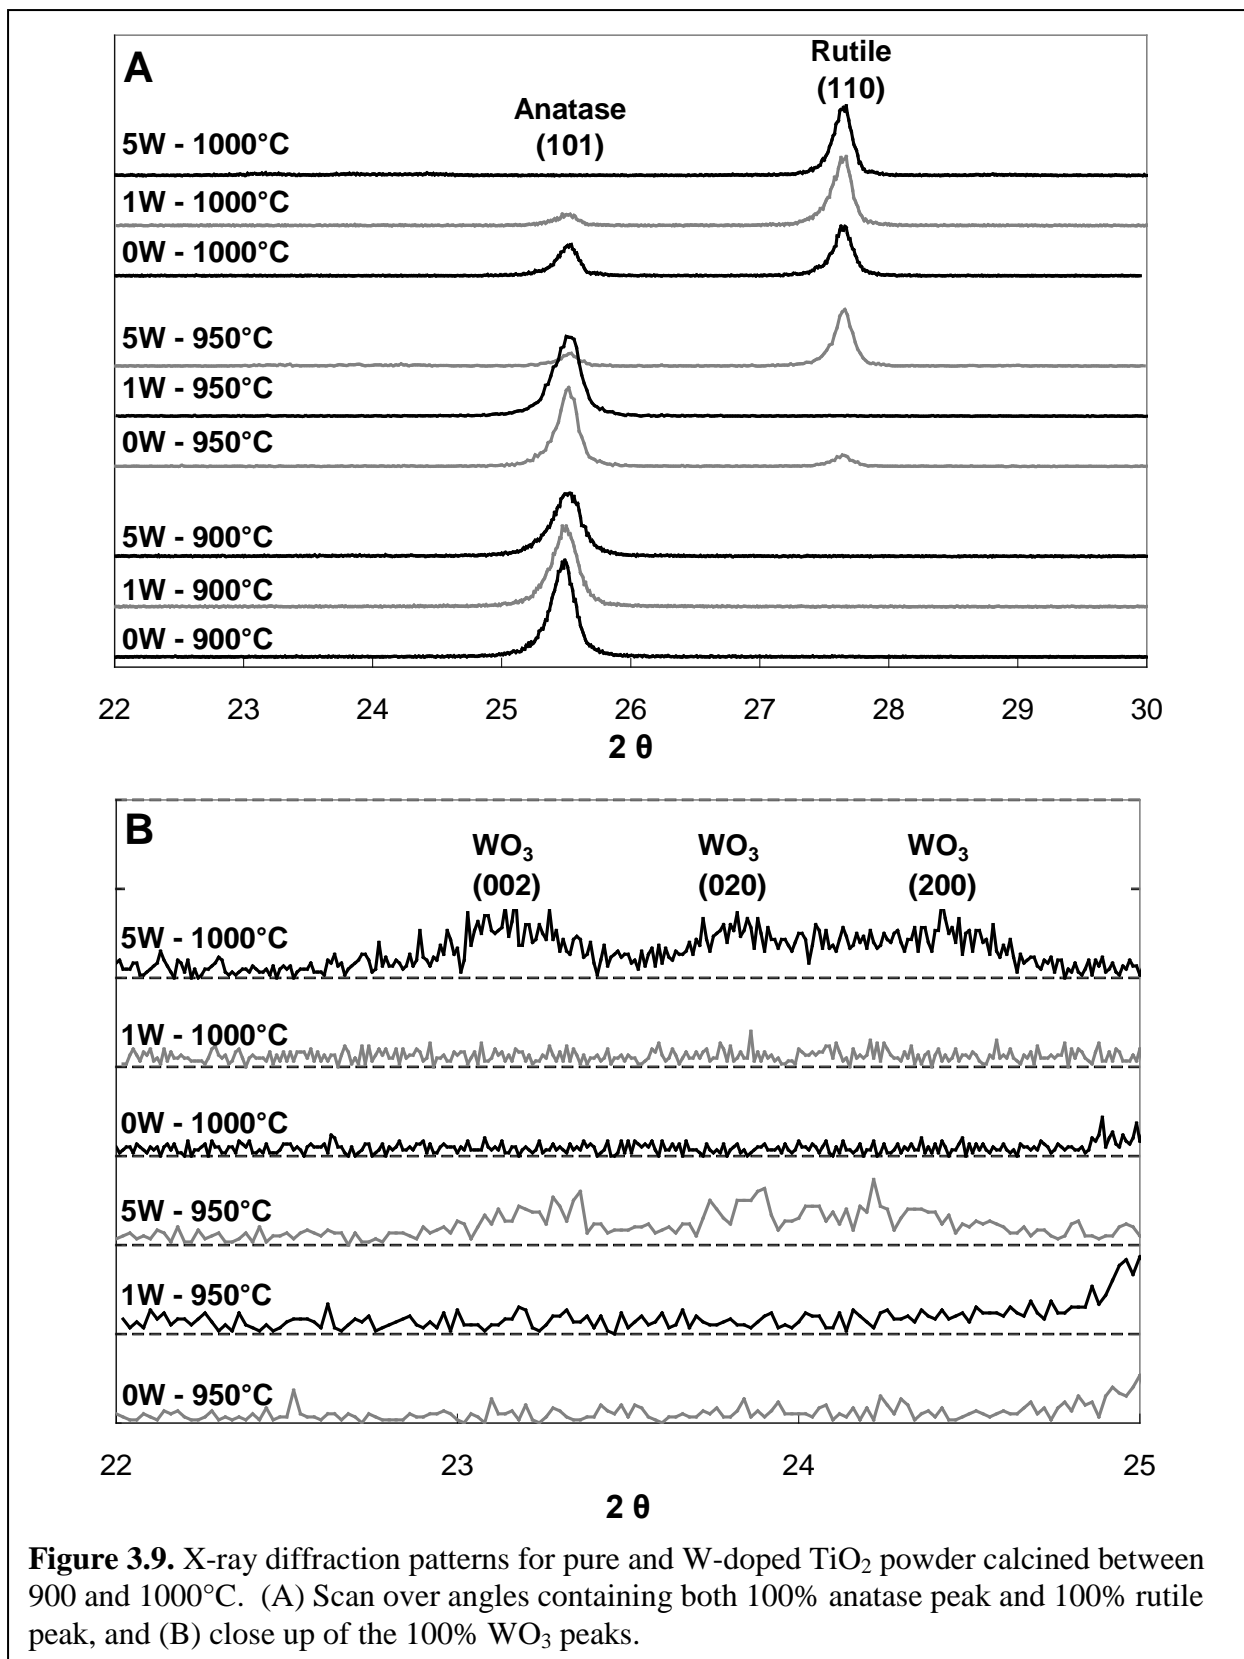 A
Rutile
(110)
Anatase
(101)
5W - 1000°C
1W - 1000°C
0W - 1000°C
5W - 950°C
1W - 950°C
0W - 950°C
5W - 900°C
1W - 900°C
0W - 900°C
22 23 24 25 26 27 28 29 30
2 θ
B
WO₃ WO₃ WO₃
(002) (020) (200)
5W - 1000°C
1W - 1000°C
0W - 1000°C
5W - 950°C
1W - 950°C
0W - 950°C
22 23 24 25
2 θ
Figure 3.9. X-ray diffraction patterns for pure and W-doped TiO₂ powder calcined between
900 and 1000°C. (A) Scan over angles containing both 100% anatase peak and 100% rutile
peak, and (B) close up of the 100% WO₃ peaks.